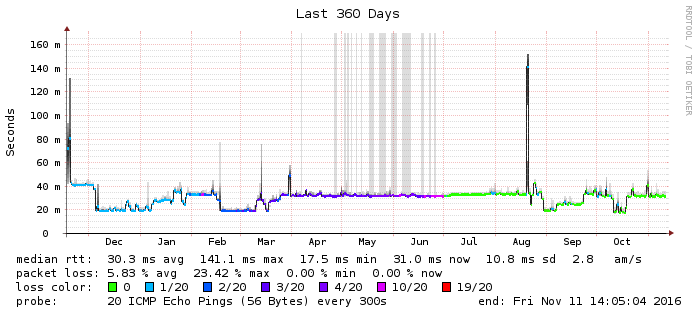 Last 360 Days
RRDTOOL / TOBI OETIKER
Seconds
160 m
140 m
120 m
100 m
80 m
60 m
40 m
20 m
0
Dec Jan Feb Mar Apr May Jun Jul Aug Sep Oct
median rtt: 30.3 ms avg 141.1 ms max 17.5 ms min 31.0 ms now 10.8 ms sd 2.8 am/s
packet loss: 5.83 % avg 23.42 % max 0.00 % min 0.00 % now
loss color: 0 1/20 2/20 3/20 4/20 10/20 19/20
probe: 20 ICMP Echo Pings (56 Bytes) every 300s end: Fri Nov 11 14:05:04 2016